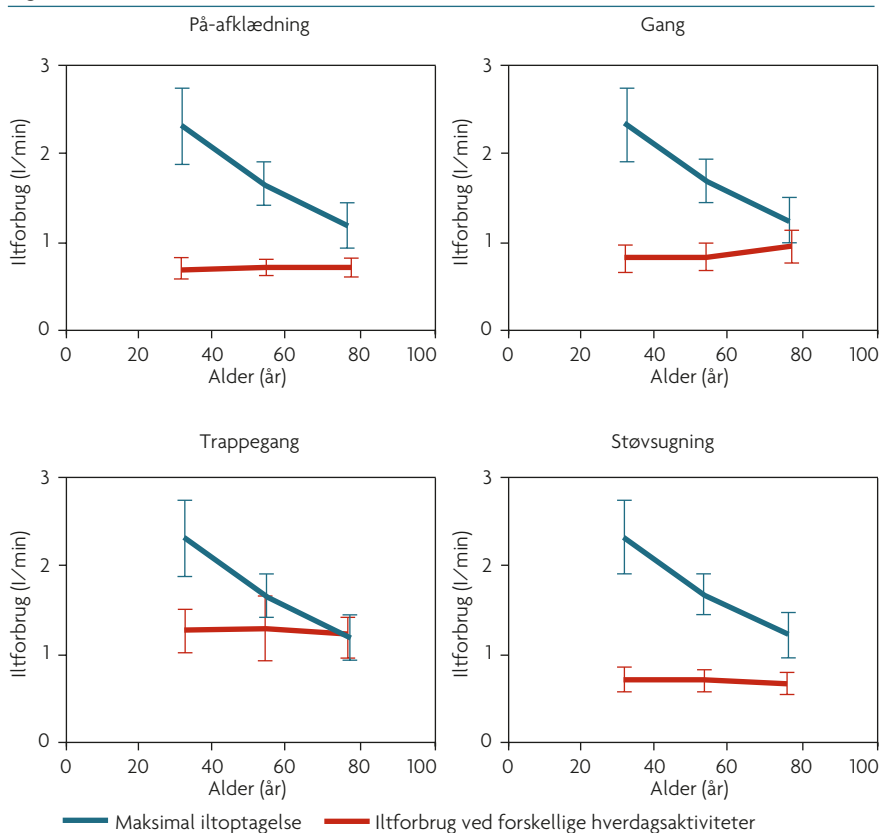 På-afklædning
3
2
1
0
Iltforbrug (l/min)
0 20 40 60 80 100
Alder (år)
Gang
3
2
1
0
Iltforbrug (l/min)
0 20 40 60 80 100
Alder (år)
Trappegang
3
2
1
0
Iltforbrug (l/min)
0 20 40 60 80 100
Alder (år)
Støvsugning
3
2
1
0
Iltforbrug (l/min)
0 20 40 60 80 100
Alder (år)
Maksimal iltoptagelse Iltforbrug ved forskellige hverdagsaktiviteter